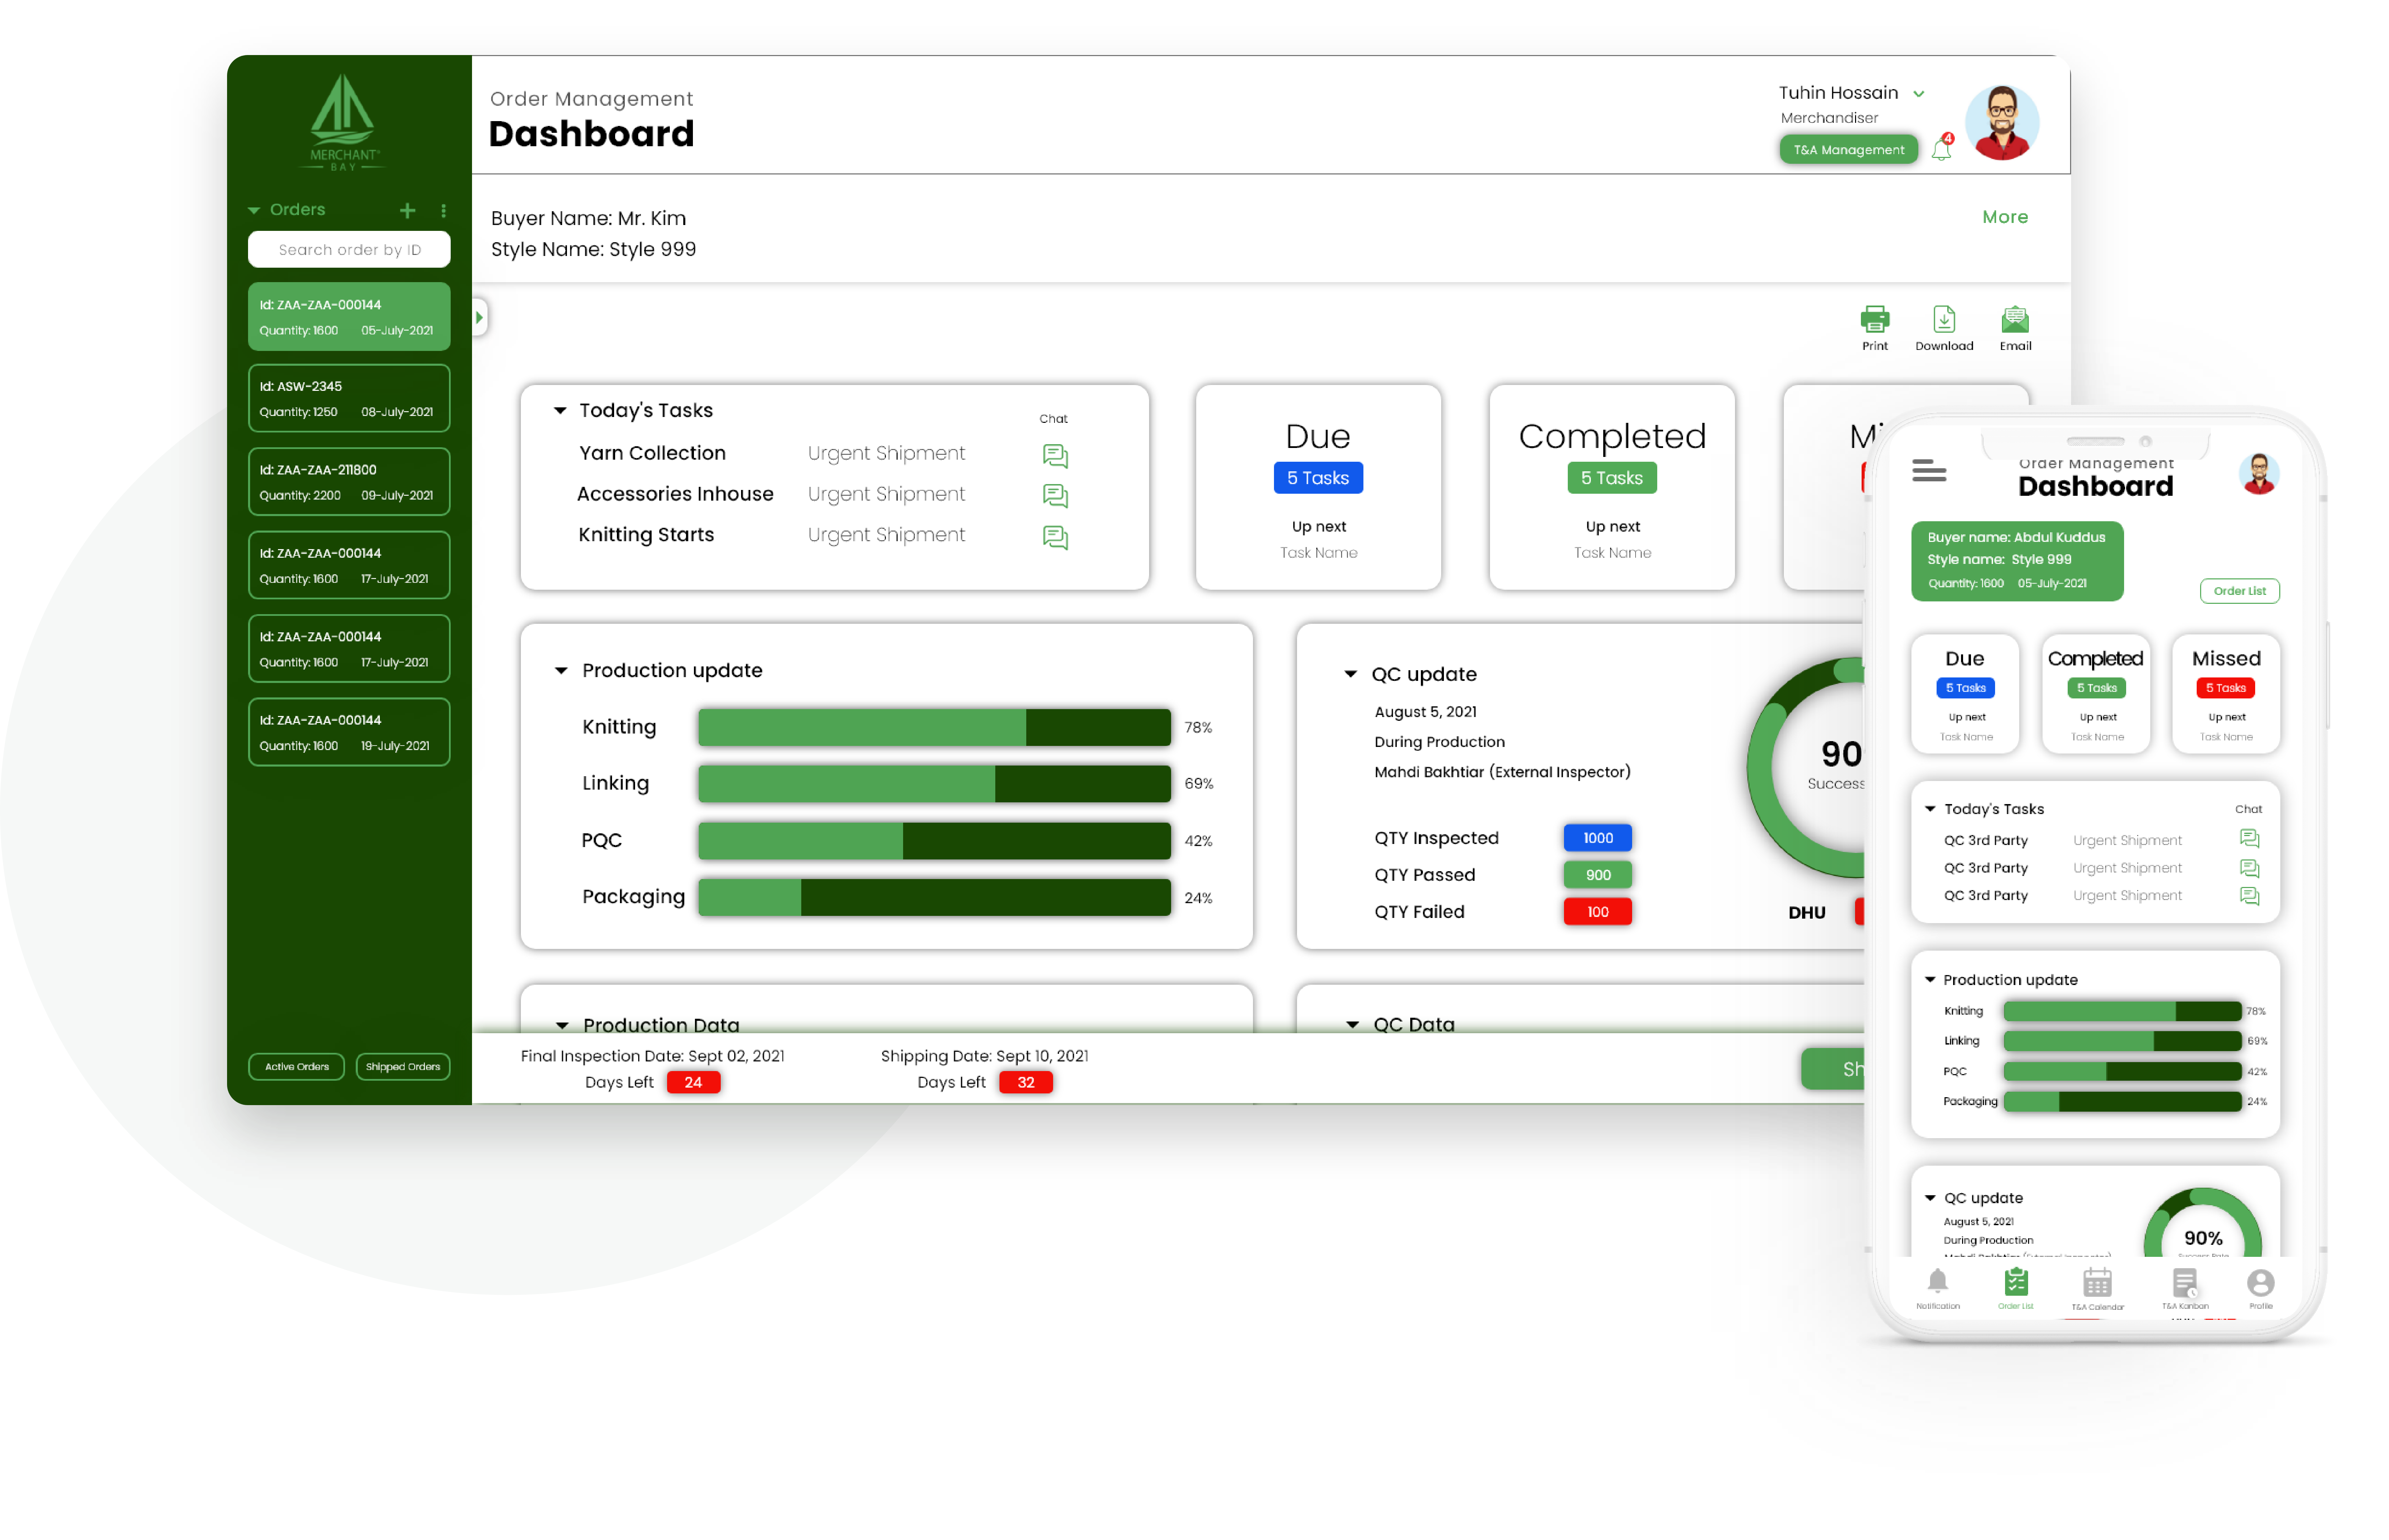 MERCHANT
BAY
Orders
Search order by ID
Id: ZAA-ZAA-000144
Quantity: 1600 05-July-2021
Id: ASW-2345
Quantity: 1250 08-July-2021
Id: ZAA-ZAA-211800
Quantity: 2200 09-July-2021
Id: ZAA-ZAA-000144
Quantity: 1600 17-July-2021
Id: ZAA-ZAA-000144
Quantity: 1600 17-July-2021
Id: ZAA-ZAA-000144
Quantity: 1600 19-July-2021
Active Orders
Shipped Orders
Order Management
Dashboard
Tuhin Hossain
Merchandiser
T&A Management
4
Buyer Name: Mr. Kim
Style Name: Style 999
More
Print
Download
Email
Today's Tasks
Chat
Yarn Collection Urgent Shipment
Accessories Inhouse Urgent Shipment
Knitting Starts Urgent Shipment
Due
5 Tasks
Up next
Task Name
Completed
5 Tasks
Up next
Task Name
Production update
Knitting 78%
Linking 69%
PQC 42%
Packaging 24%
QC update
August 5, 2021
During Production
Mahdi Bakhtiar (External Inspector)
QTY Inspected 1000
QTY Passed 900
QTY Failed 100
90
Success
DHU
Production Data
QC Data
Final Inspection Date: Sept 02, 2021
Days Left 24
Shipping Date: Sept 10, 2021
Days Left 32
Order Management
Dashboard
Buyer name: Abdul Kuddus
Style name: Style 999
Quantity: 1600 05-July-2021
Order List
Due
5 Tasks
Up next
Task Name
Completed
5 Tasks
Up next
Task Name
Missed
5 Tasks
Up next
Task Name
Today's Tasks Chat
QC 3rd Party Urgent Shipment
QC 3rd Party Urgent Shipment
QC 3rd Party Urgent Shipment
Production update
Knitting 78%
Linking 69%
PQC 42%
Packaging 24%
QC update
August 5, 2021
During Production
90%
Notification
Order List
T&A Calendar
T&A Kanban
Profile